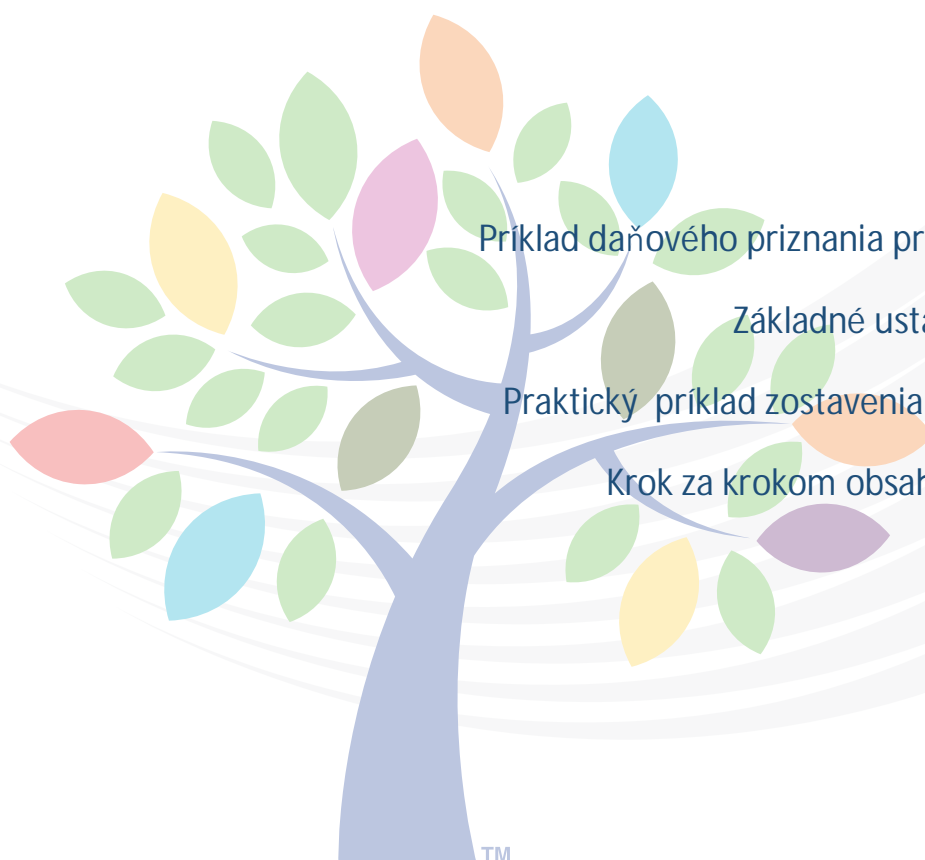 Príklad daňového priznania pr
Základné usta
Praktický príklad zostavenia
Krok za krokom obsah
TM